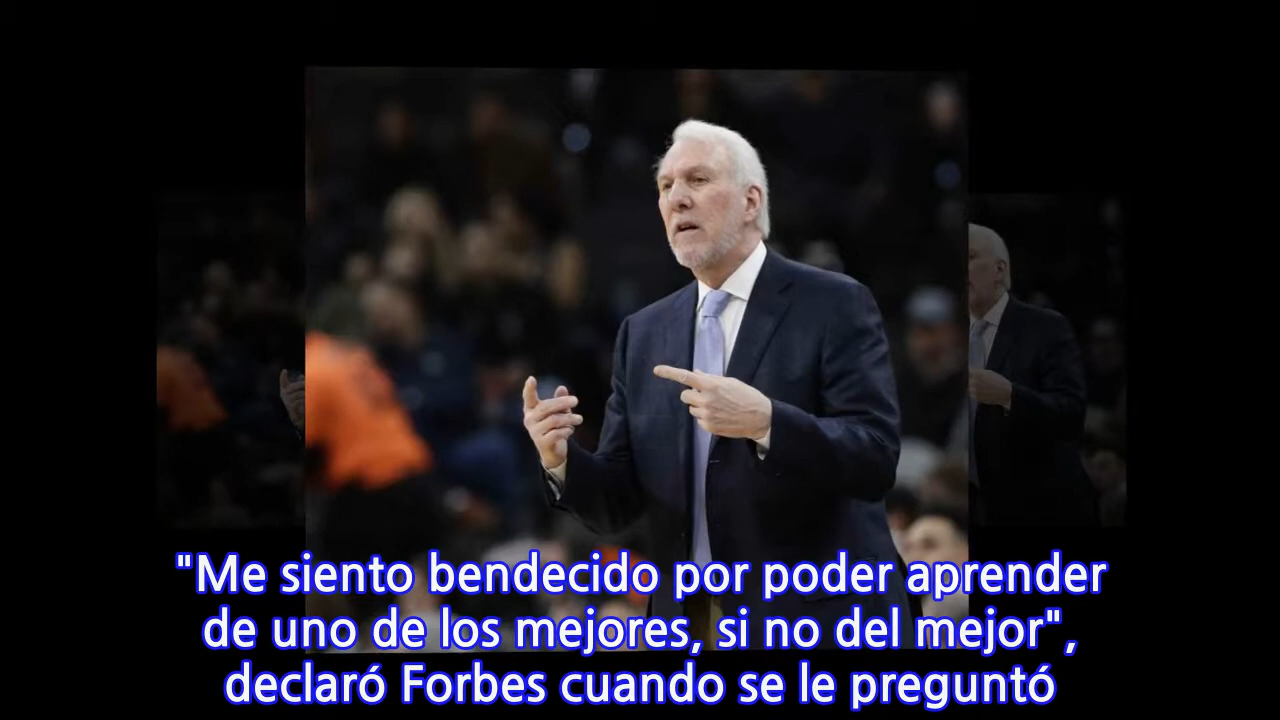 "Me siento bendecido por poder aprender
de uno de los mejores, si no del mejor",
declaró Forbes cuando se le preguntó